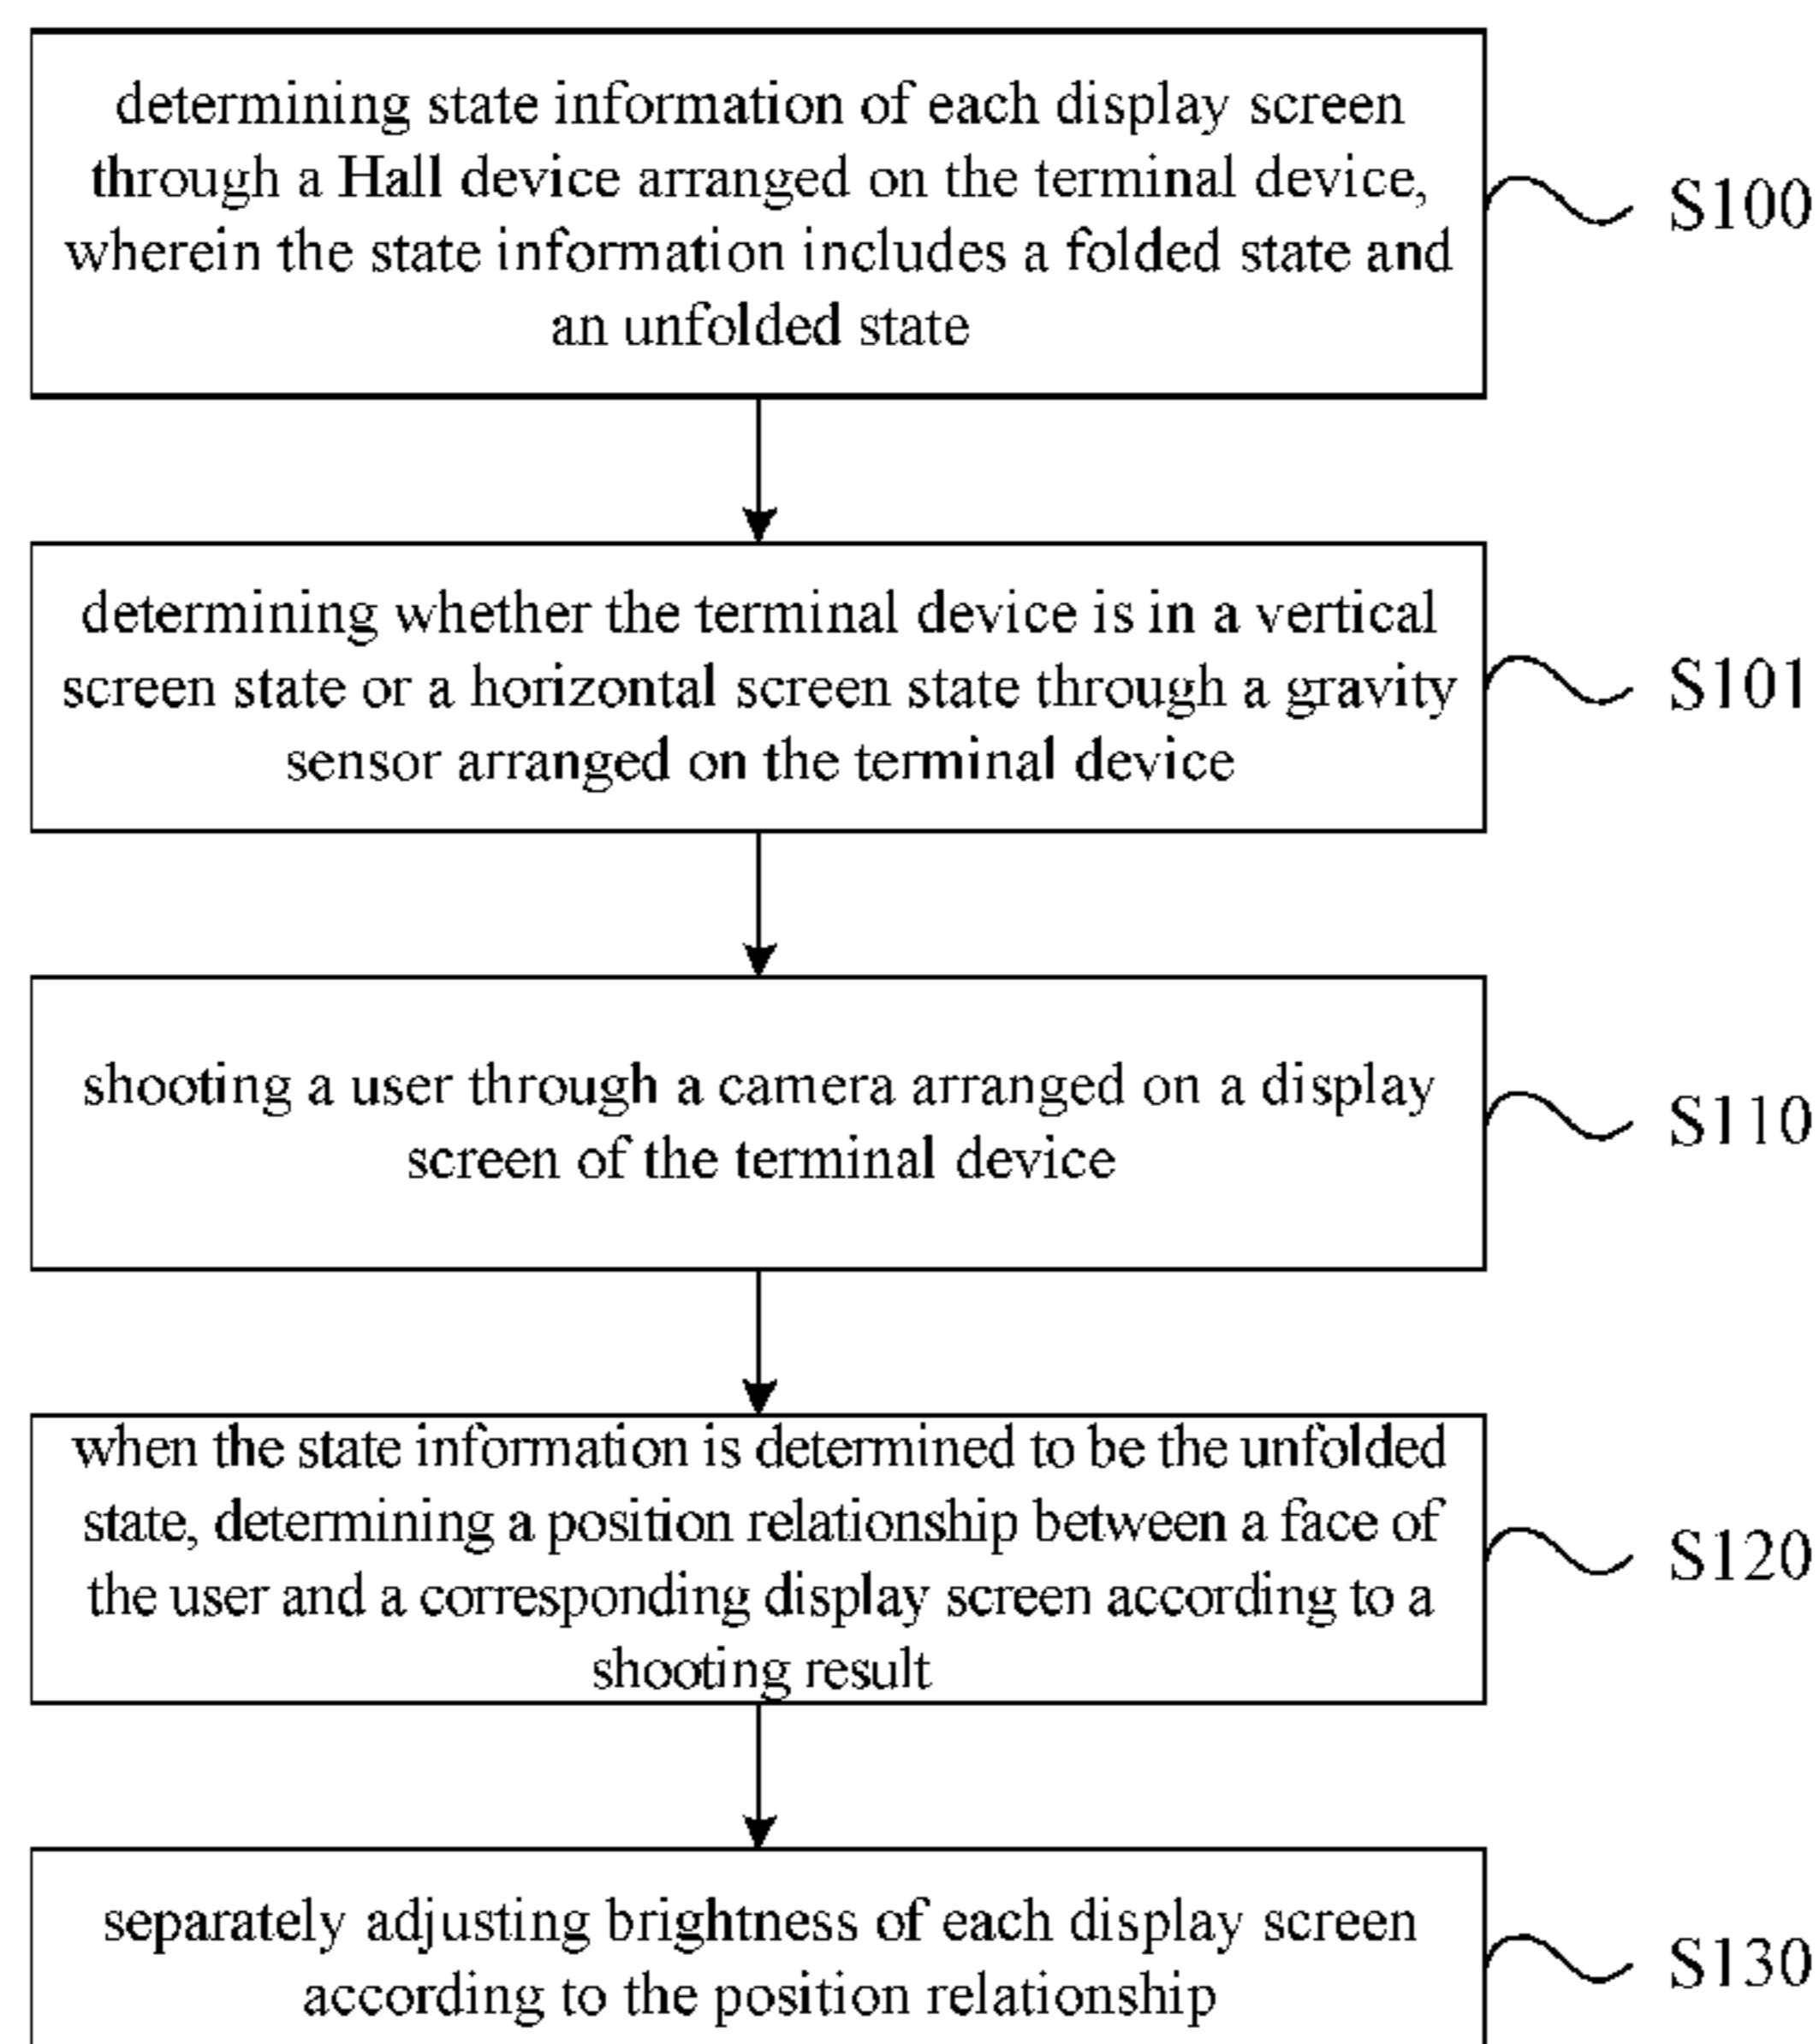 determining state information of each display screen
through a Hall device arranged on the terminal device,
wherein the state information includes a folded state and
an unfolded state
S100
determining whether the terminal device is in a vertical
screen state or a horizontal screen state through a gravity
sensor arranged on the terminal device
S101
shooting a user through a camera arranged on a display
screen of the terminal device
S110
when the state information is determined to be the unfolded
state, determining a position relationship between a face of
the user and a corresponding display screen according to a
shooting result
S120
separately adjusting brightness of each display screen
according to the position relationship
S130